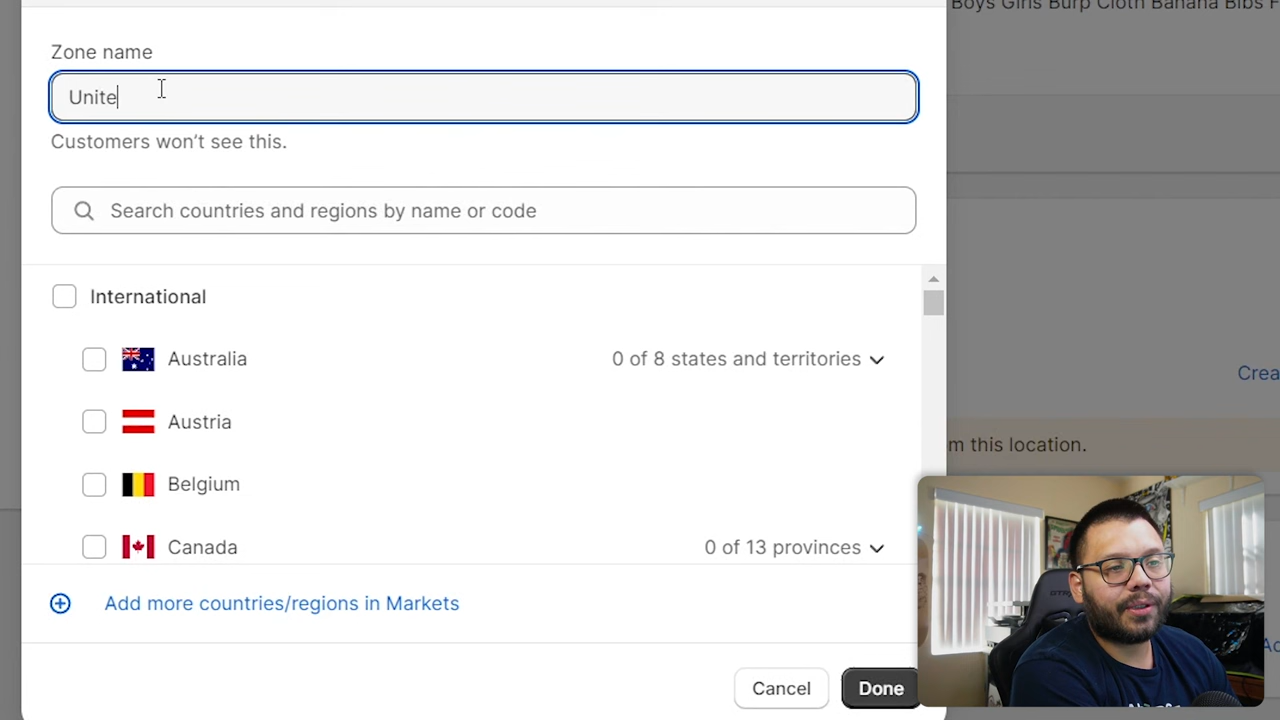 Boys Girls Burp Cloth Banana Bibs F
Zone name
Unite
Customers won't see this.
Search countries and regions by name or code
International
Australia 0 of 8 states and territories
Crea
Austria
m this location.
Belgium
Canada 0 of 13 provinces
Add more countries/regions in Markets
Ad
Cancel Done